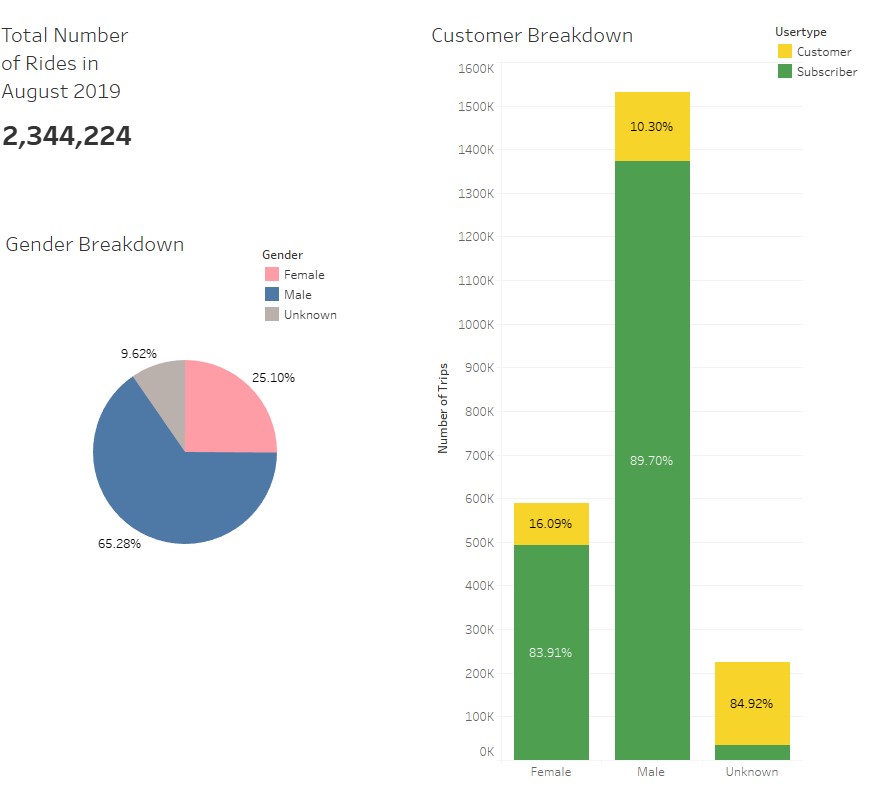 Total Number
of Rides in
August 2019
2,344,224
Gender Breakdown
Gender
Female
Male
Unknown
9.62%
25.10%
65.28%
Customer Breakdown
Usertype
Customer
Subscriber
Number of Trips
1600K
1500K
1400K
1300K
1200K
1100K
1000K
900K
800K
700K
600K
500K
400K
300K
200K
100K
0K
10.30%
89.70%
16.09%
83.91%
84.92%
Female
Male
Unknown